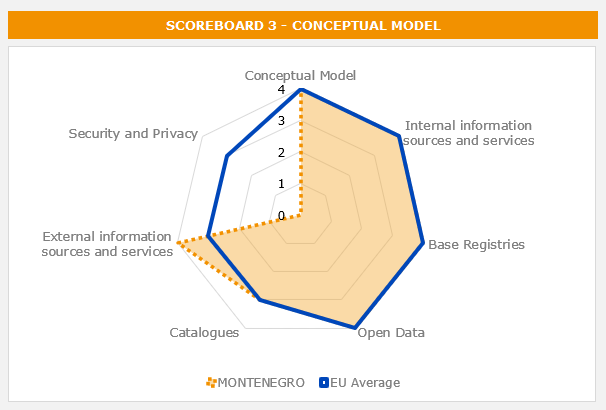 SCOREBOARD 3 - CONCEPTUAL MODEL
Conceptual Model
4
3
2
1
0
Internal information
sources and services
Base Registries
Open Data
Catalogues
External information
sources and services
Security and Privacy
MONTENEGRO
EU Average